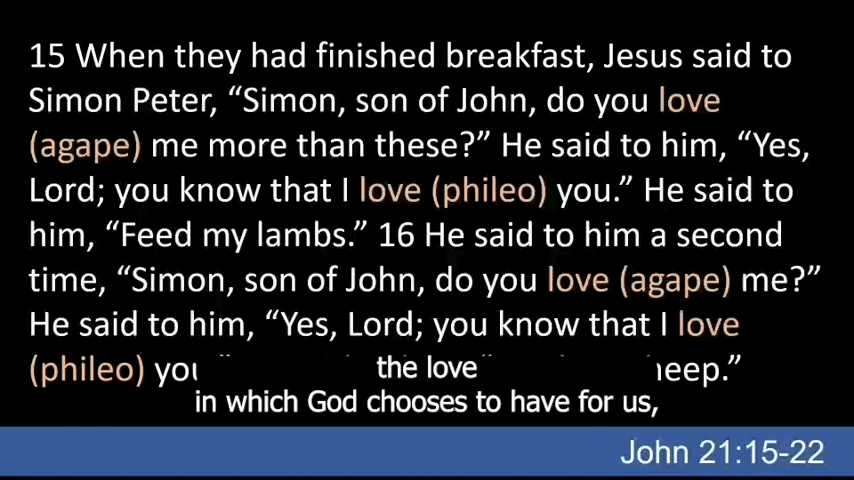 15 When they had finished breakfast, Jesus said to
Simon Peter, “Simon, son of John, do you love
(agape) me more than these?” He said to him, “Yes,
Lord; you know that I love (phileo) you.” He said to
him, “Feed my lambs.” 16 He said to him a second
time, “Simon, son of John, do you love (agape) me?”
He said to him, “Yes, Lord; you know that I love
(phileo)
the love
in which God chooses to have for us,
John 21:15-22